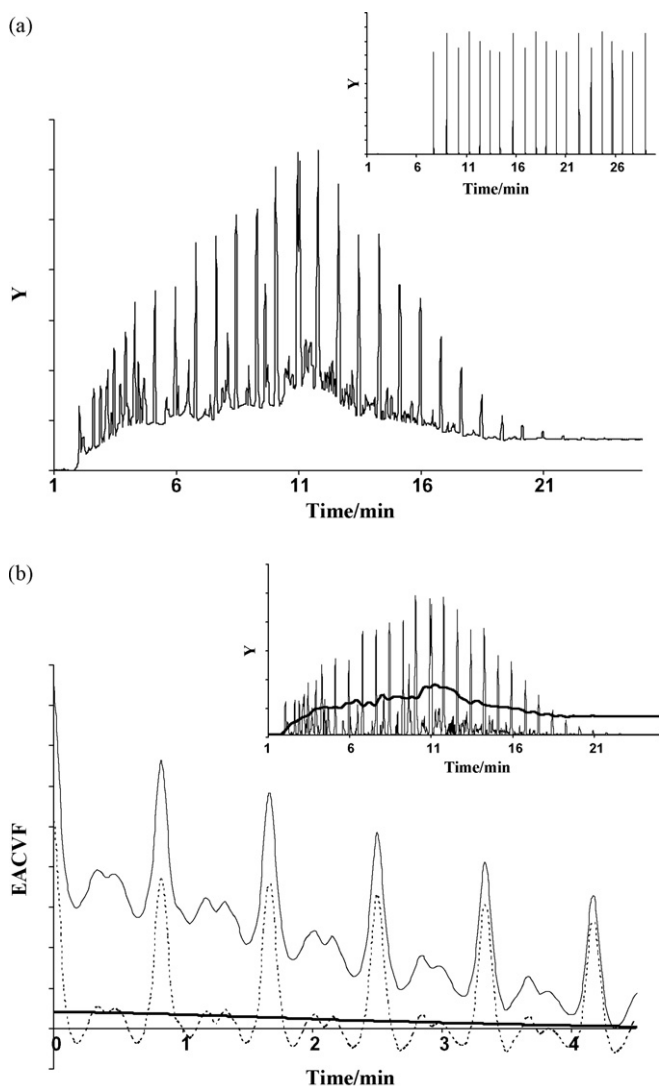 (a)
Y
1 6 11 16 21 26
Time/min
Y
1 6 11 16 21
Time/min
(b)
Y
1 6 11 16 21
Time/min
EACVF
0 1 2 3 4
Time/min